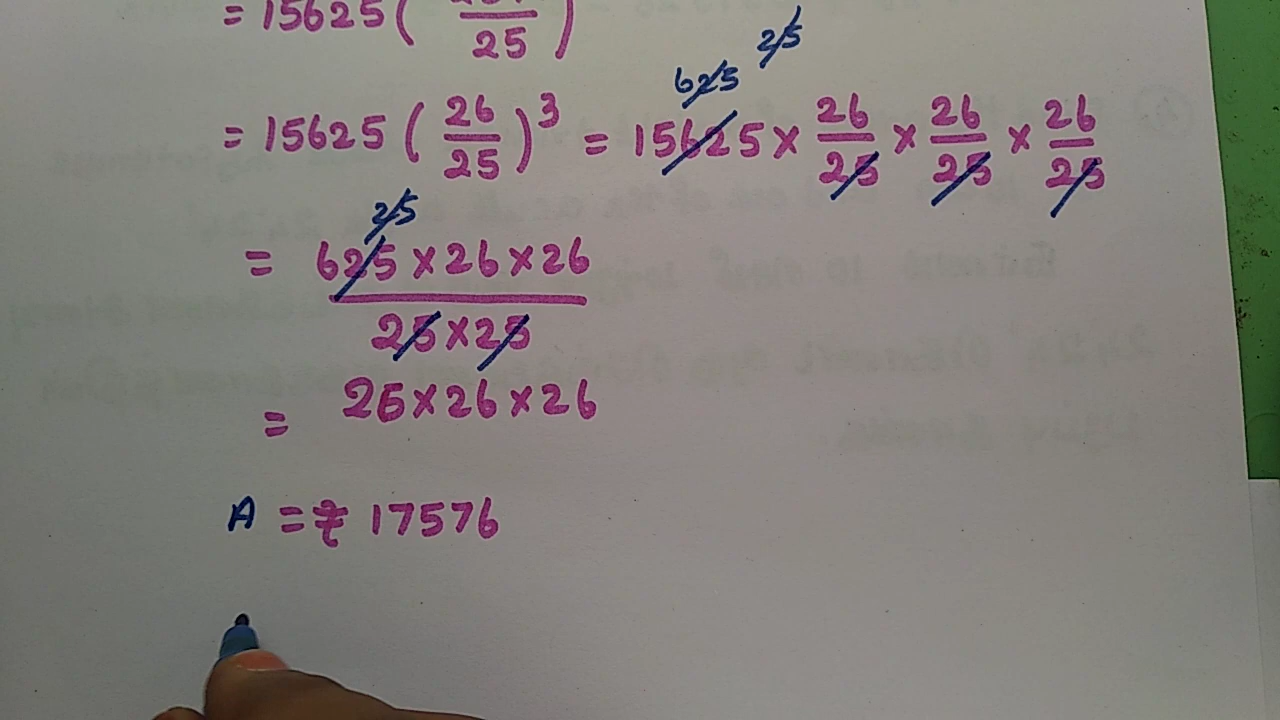 = 15625 ( /25 )
625 25
= 15625 ( 26/25 )³ = 15625 × 26/25 × 26/25 × 26/25
25
= 625 × 26 × 26
25 × 25
= 26 × 26 × 26
A = ₹ 17576